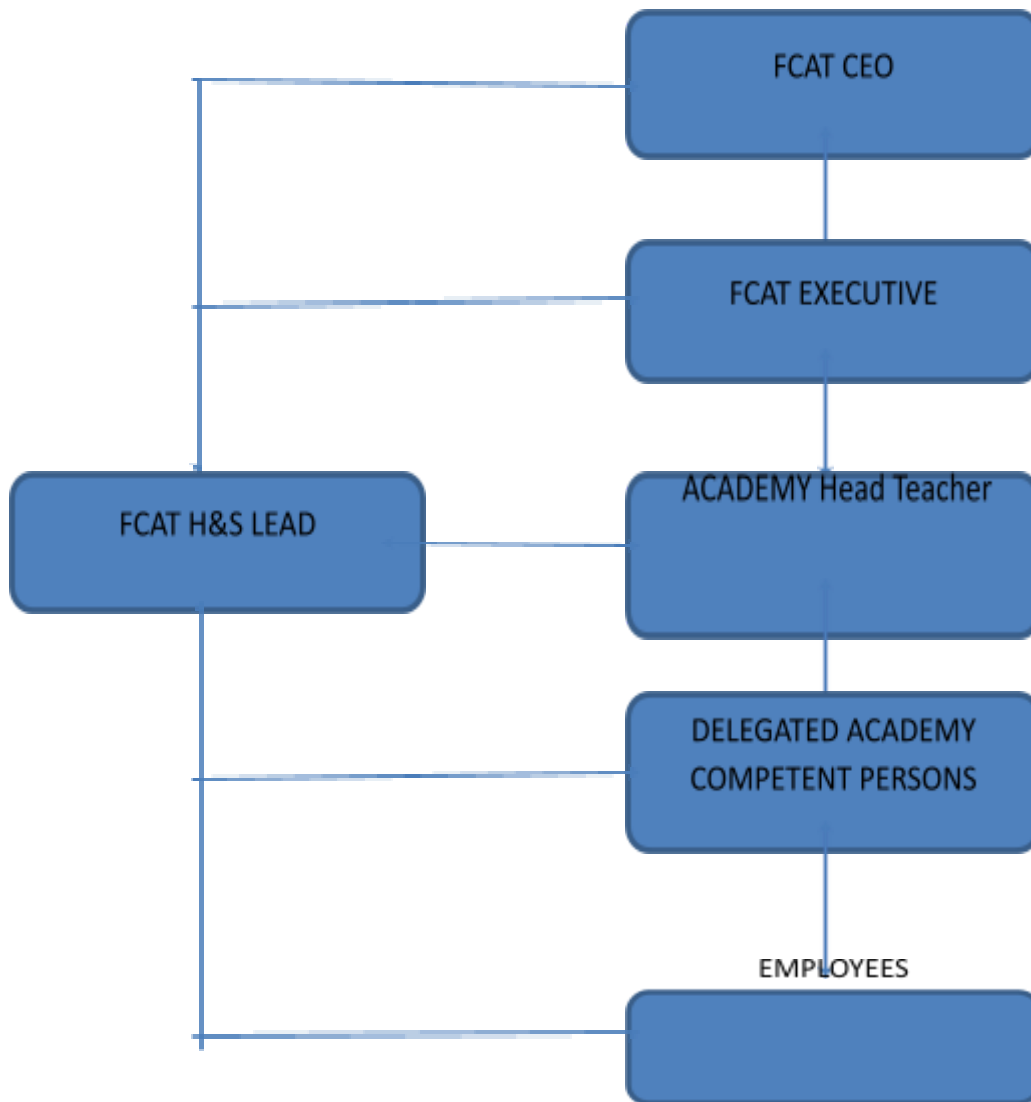 FCAT CEO
FCAT EXECUTIVE
ACADEMY Head Teacher
FCAT H&S LEAD
DELEGATED ACADEMY
COMPETENT PERSONS
EMPLOYEES